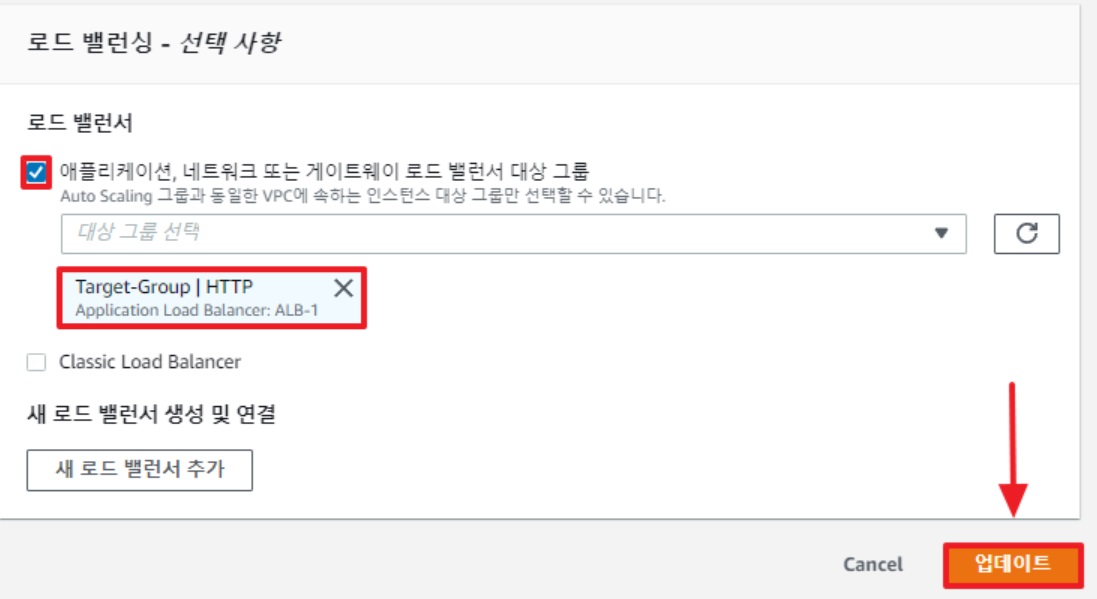 로드 밸런싱 - 선택 사항
로드 밸런서
애플리케이션, 네트워크 또는 게이트웨이 로드 밸런서 대상 그룹
Auto Scaling 그룹과 동일한 VPC에 속하는 인스턴스 대상 그룹만 선택할 수 있습니다.
대상 그룹 선택
Target-Group | HTTP
Application Load Balancer: ALB-1
Classic Load Balancer
새 로드 밸런서 생성 및 연결
새 로드 밸런서 추가
Cancel
업데이트